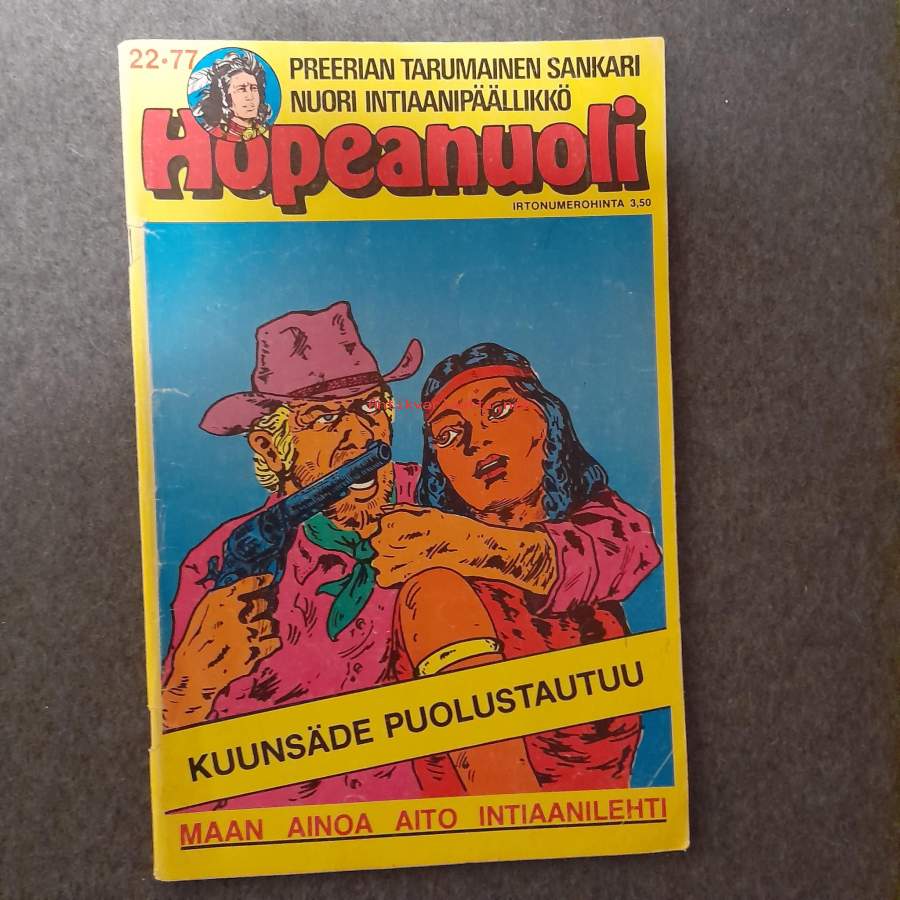 22·77
PREERIAN TARUMAINEN SANKARI
NUORI INTIAANIPÄÄLLIKKÖ
Hopeanuoli
IRTONUMEROHINTA 3,50
KUUNSÄDE PUOLUSTAUTUU
MAAN AINOA AITO INTIAANILEHTI